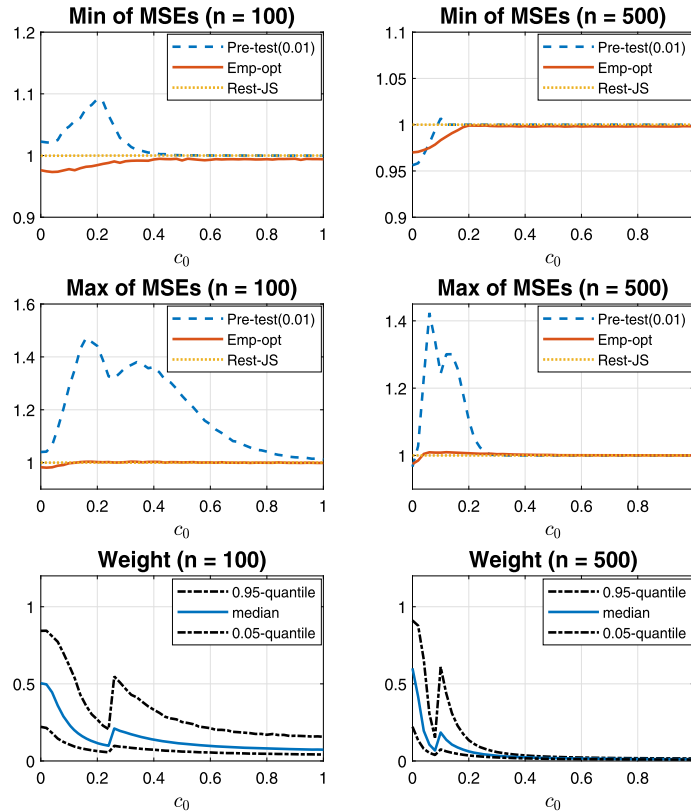 Min of MSEs (n = 100)
1.2
1.1
1
0.9
0
0.2
0.4
0.6
0.8
1
c0
Pre-test(0.01)
Emp-opt
Rest-JS
Min of MSEs (n = 500)
1.1
1.05
1
0.95
0.9
0
0.2
0.4
0.6
0.8
c0
Pre-test(0.01)
Emp-opt
Rest-JS
Max of MSEs (n = 100)
1.6
1.4
1.2
1
0
0.2
0.4
0.6
0.8
1
c0
Pre-test(0.01)
Emp-opt
Rest-JS
Max of MSEs (n = 500)
1.4
1.2
1
0
0.2
0.4
0.6
0.8
c0
Pre-test(0.01)
Emp-opt
Rest-JS
Weight (n = 100)
1
0.5
0
0
0.2
0.4
0.6
0.8
1
c0
0.95-quantile
median
0.05-quantile
Weight (n = 500)
1
0.5
0
0
0.2
0.4
0.6
0.8
c0
0.95-quantile
median
0.05-quantile